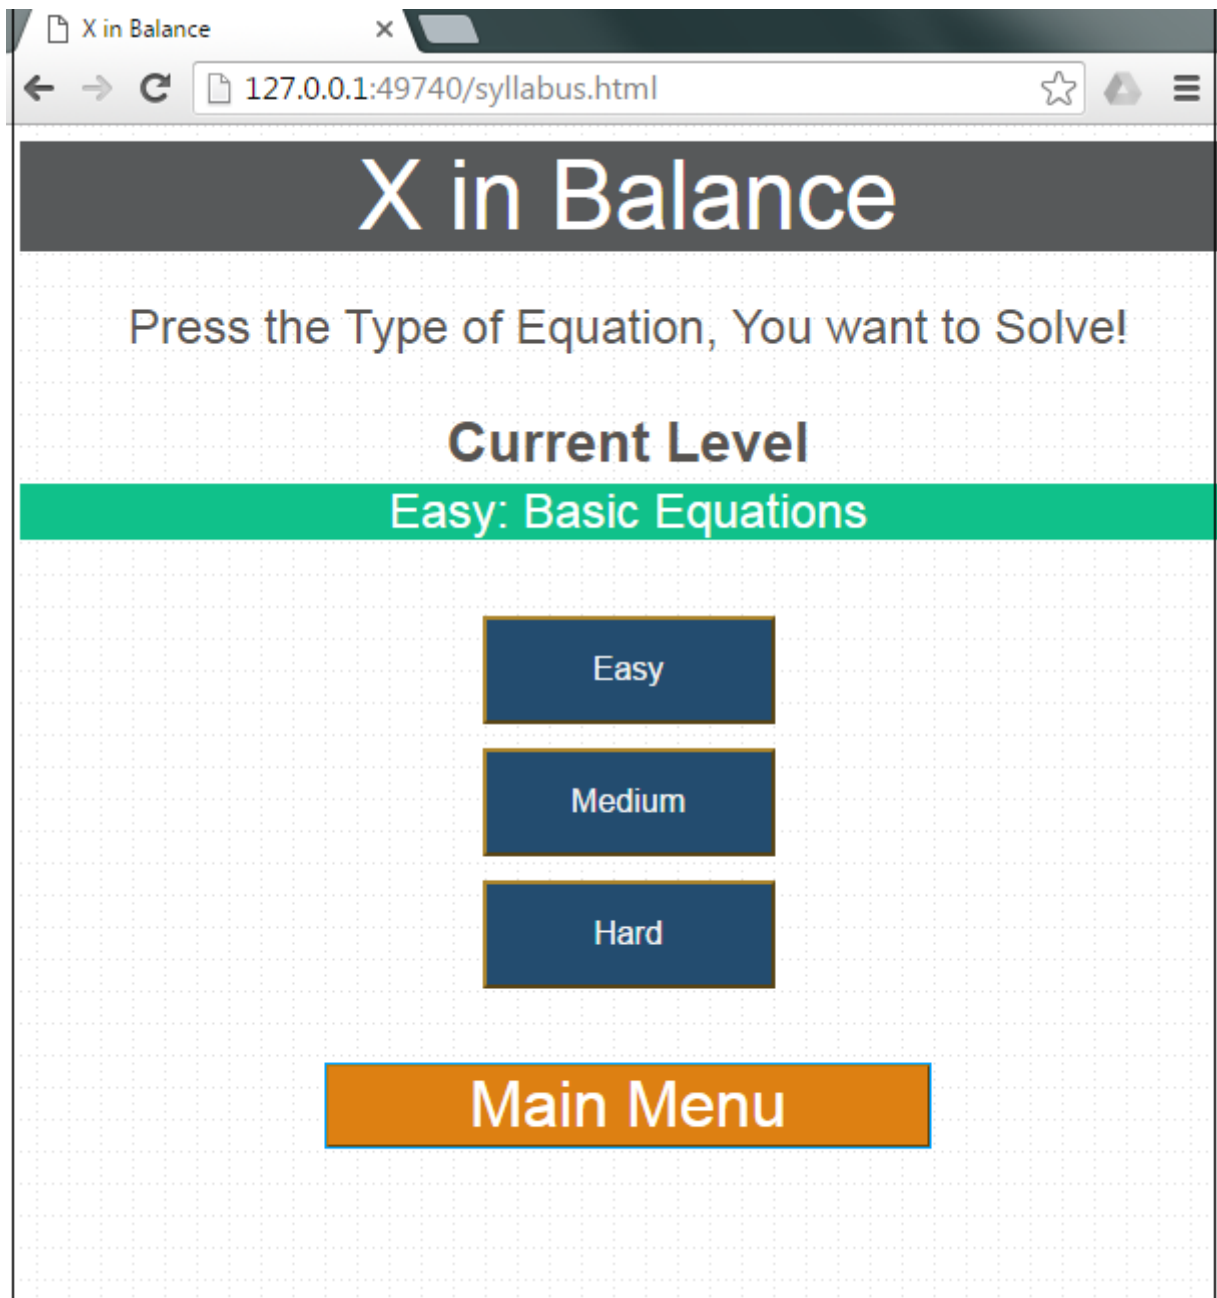 X in Balance
127.0.0.1:49740/syllabus.html
X in Balance
Press the Type of Equation, You want to Solve!
Current Level
Easy: Basic Equations
Easy
Medium
Hard
Main Menu